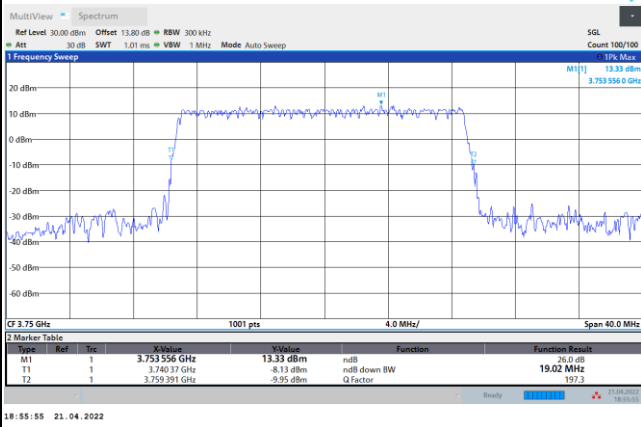 MultiView Spectrum
Ref Level 30.00 dBm Offset 13.80 dB RBW 300 kHz SGL
Att 30 dB SWT 1.01 ms VBW 1 MHz Mode Auto Sweep Count 100/100
1 Frequency Sweep 1Pk Max
M1[1] 13.33 dBm
3.753 556 0 GHz
20 dBm
M1
0 dBm
T1
T2
-10 dBm
-20 dBm
-30 dBm
-40 dBm
-50 dBm
-60 dBm
CF 3.75 GHz 1001 pts 4.0 MHz/ Span 40.0 MHz
2 Marker Table
Type Ref Trc X-Value Y-Value Function Function Result
M1 1 3.753 556 GHz 13.33 dBm ndB 26.0 dB
T1 1 3.740 37 GHz -8.13 dBm ndB down BW 19.02 MHz
T2 1 3.759 391 GHz -9.95 dBm Q Factor 197.3
Ready 21.04.2022
18:55:55
18:55:55 21.04.2022